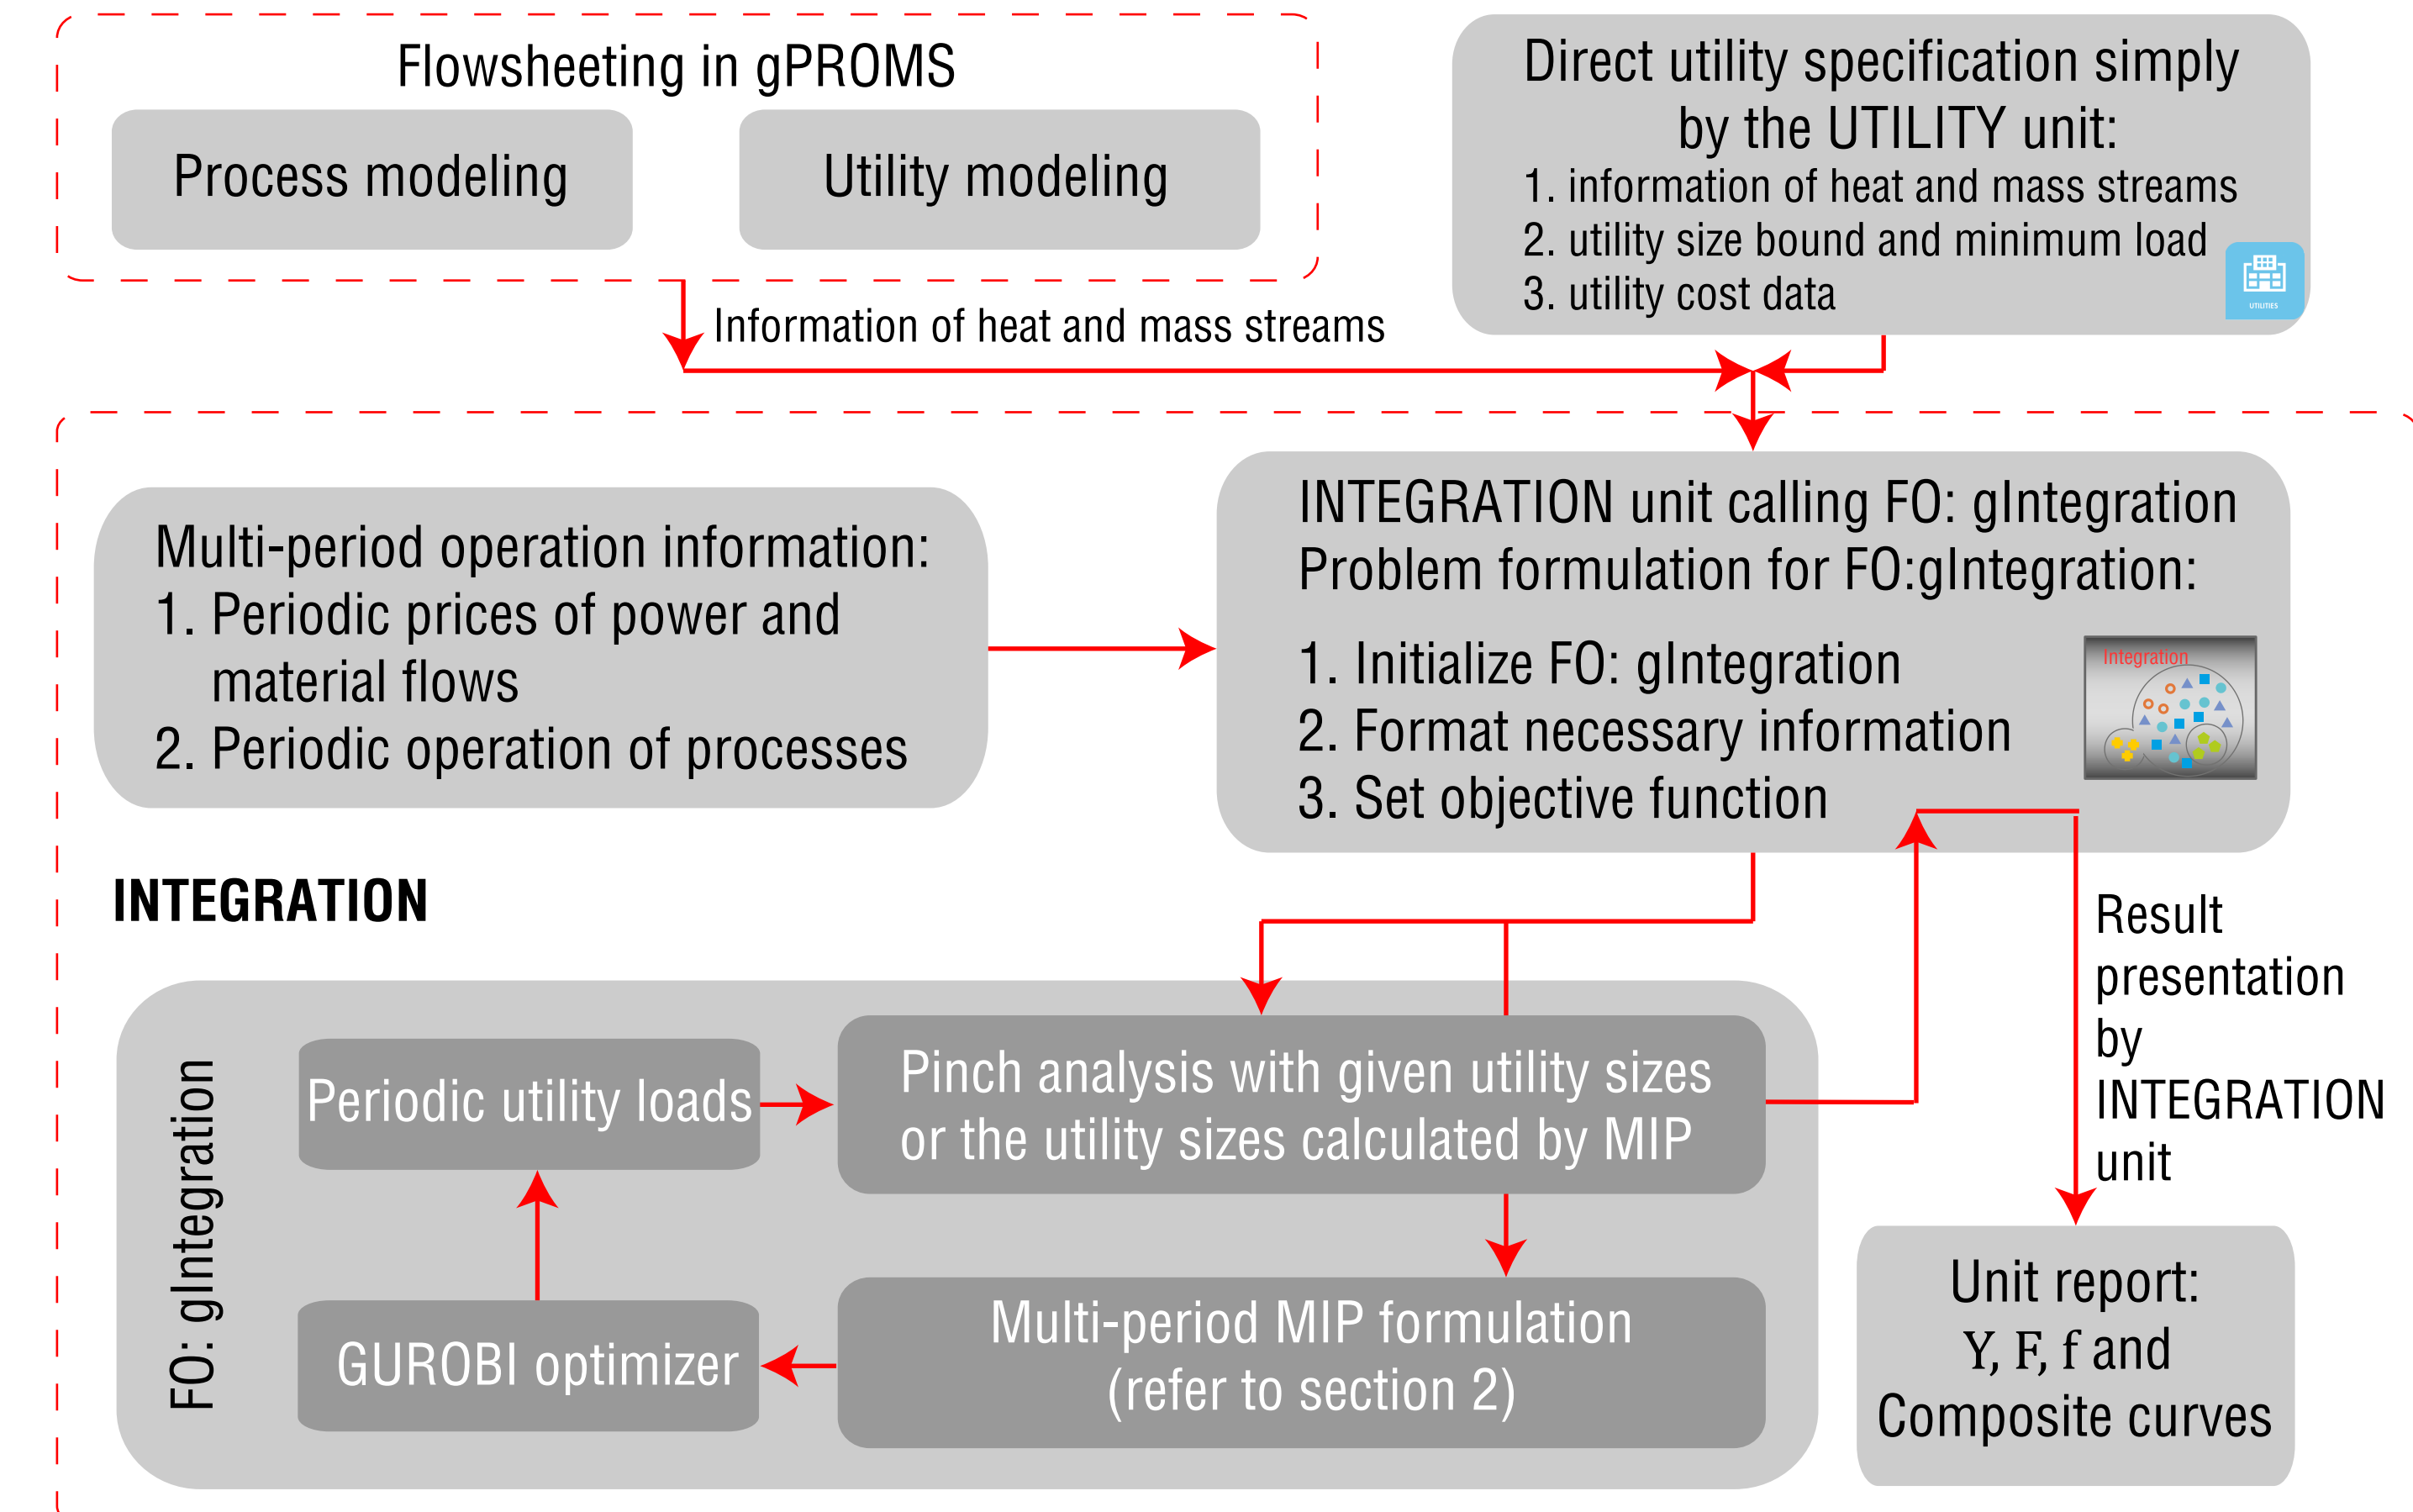 Flowsheeting in gPROMS
Process modeling
Utility modeling
Direct utility specification simply
by the UTILITY unit:
1. information of heat and mass streams
2. utility size bound and minimum load
3. utility cost data
UTILITIES
Information of heat and mass streams
Multi-period operation information:
1. Periodic prices of power and
material flows
2. Periodic operation of processes
INTEGRATION unit calling FO: gIntegration
Problem formulation for FO:gIntegration:
1. Initialize FO: gIntegration
2. Format necessary information
3. Set objective function
Integration
INTEGRATION
Result
presentation
by
INTEGRATION
unit
FO: gIntegration
Periodic utility loads
Pinch analysis with given utility sizes
or the utility sizes calculated by MIP
GUROBI optimizer
Multi-period MIP formulation
(refer to section 2)
Unit report:
Y, F, f and
Composite curves